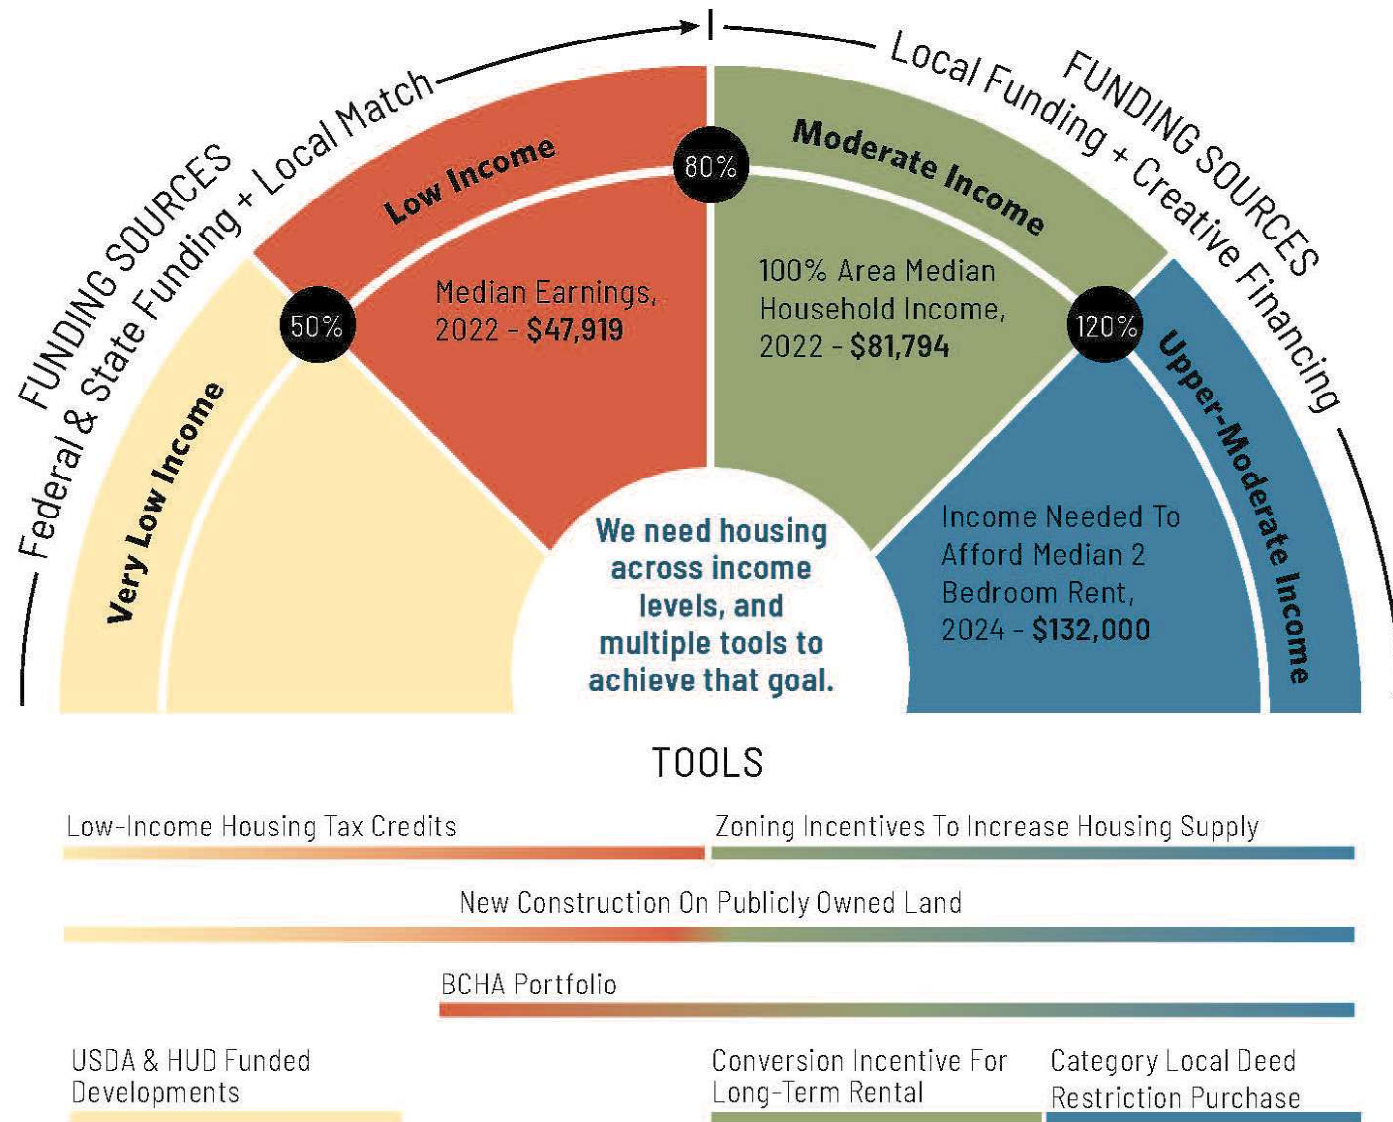 FUNDING SOURCES
Federal & State Funding + Local Match
FUNDING SOURCES
Local Funding + Creative Financing
Very Low Income
50%
Low Income
80%
Moderate Income
120%
Upper-Moderate Income
Median Earnings,
2022 - $47,919
100% Area Median
Household Income,
2022 - $81,794
Income Needed To
Afford Median 2
Bedroom Rent,
2024 - $132,000
We need housing
across income
levels, and
multiple tools to
achieve that goal.
TOOLS
Low-Income Housing Tax Credits
Zoning Incentives To Increase Housing Supply
New Construction On Publicly Owned Land
BCHA Portfolio
USDA & HUD Funded
Developments
Conversion Incentive For
Long-Term Rental
Category Local Deed
Restriction Purchase